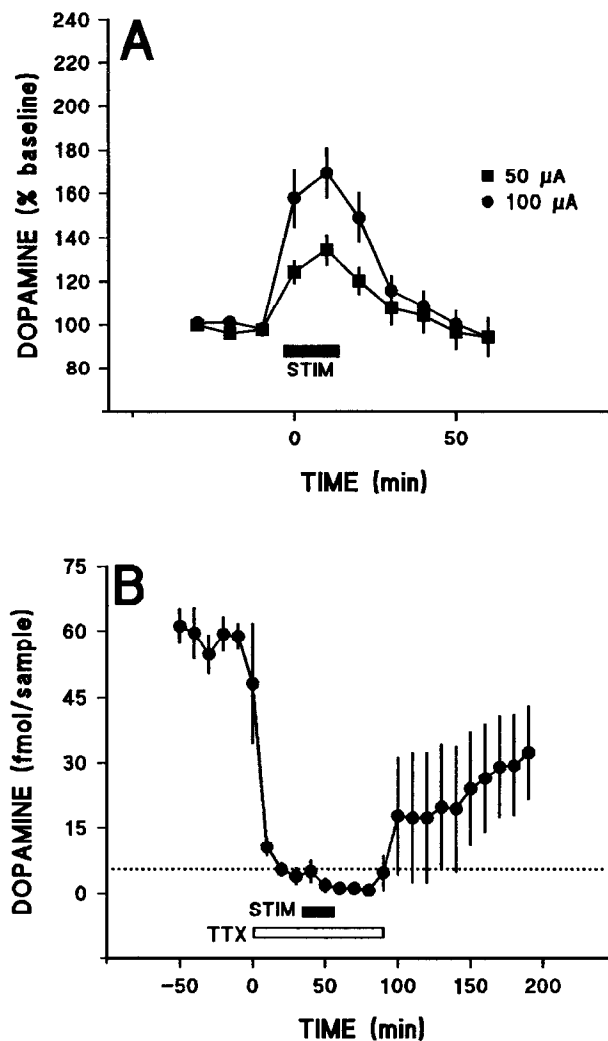 A
DOPAMINE (% baseline)
240
220
200
180
160
140
120
100
80
50 μA
100 μA
STIM
0 50
TIME (min)
B
DOPAMINE (fmol/sample)
75
60
45
30
15
0
STIM
TTX
−50 0 50 100 150 200
TIME (min)